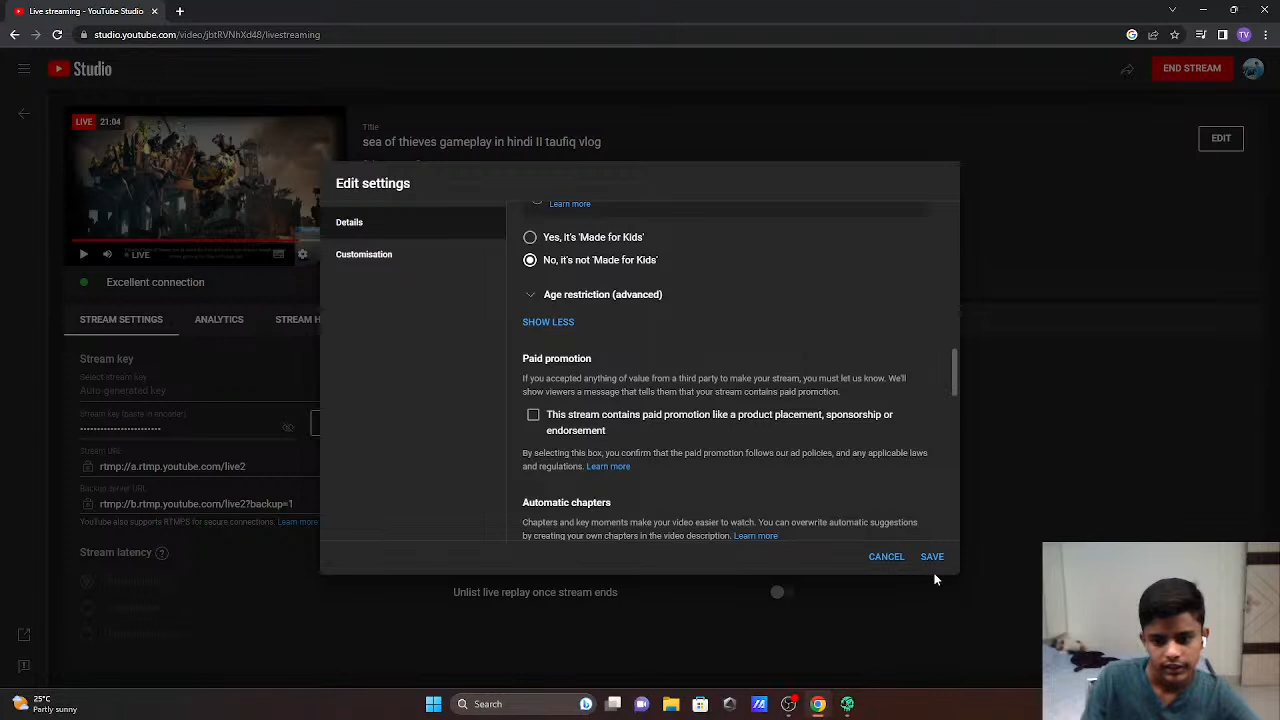 Live streaming - YouTube Studio
studio.youtube.com/video/jbtRVNhXd48/livestreaming
TV
Studio
END STREAM
LIVE 21:04
Title
sea of thieves gameplay in hindi II taufiq vlog
EDIT
Edit settings
Details
Customisation
Learn more
Yes, it's 'Made for Kids'
No, it's not 'Made for Kids'
Age restriction (advanced)
SHOW LESS
Paid promotion
If you accepted anything of value from a third party to make your stream, you must let us know. We'll
show viewers a message that tells them that your stream contains paid promotion.
This stream contains paid promotion like a product placement, sponsorship or
endorsement
By selecting this box, you confirm that the paid promotion follows our ad policies, and any applicable laws
and regulations. Learn more
Automatic chapters
Chapters and key moments make your video easier to watch. You can overwrite automatic suggestions
by creating your own chapters in the video description. Learn more
CANCEL SAVE
LIVE
Excellent connection
STREAM SETTINGS ANALYTICS STREAM H
Stream key
Select stream key
Auto-generated key
Stream key (paste in encoder)
Stream URL
rtmp://a.rtmp.youtube.com/live2
Backup server URL
rtmp://b.rtmp.youtube.com/live2?backup=1
YouTube also supports RTMPS for secure connections. Learn more
Stream latency ?
Unlist live replay once stream ends
25°C
Partly sunny
Search